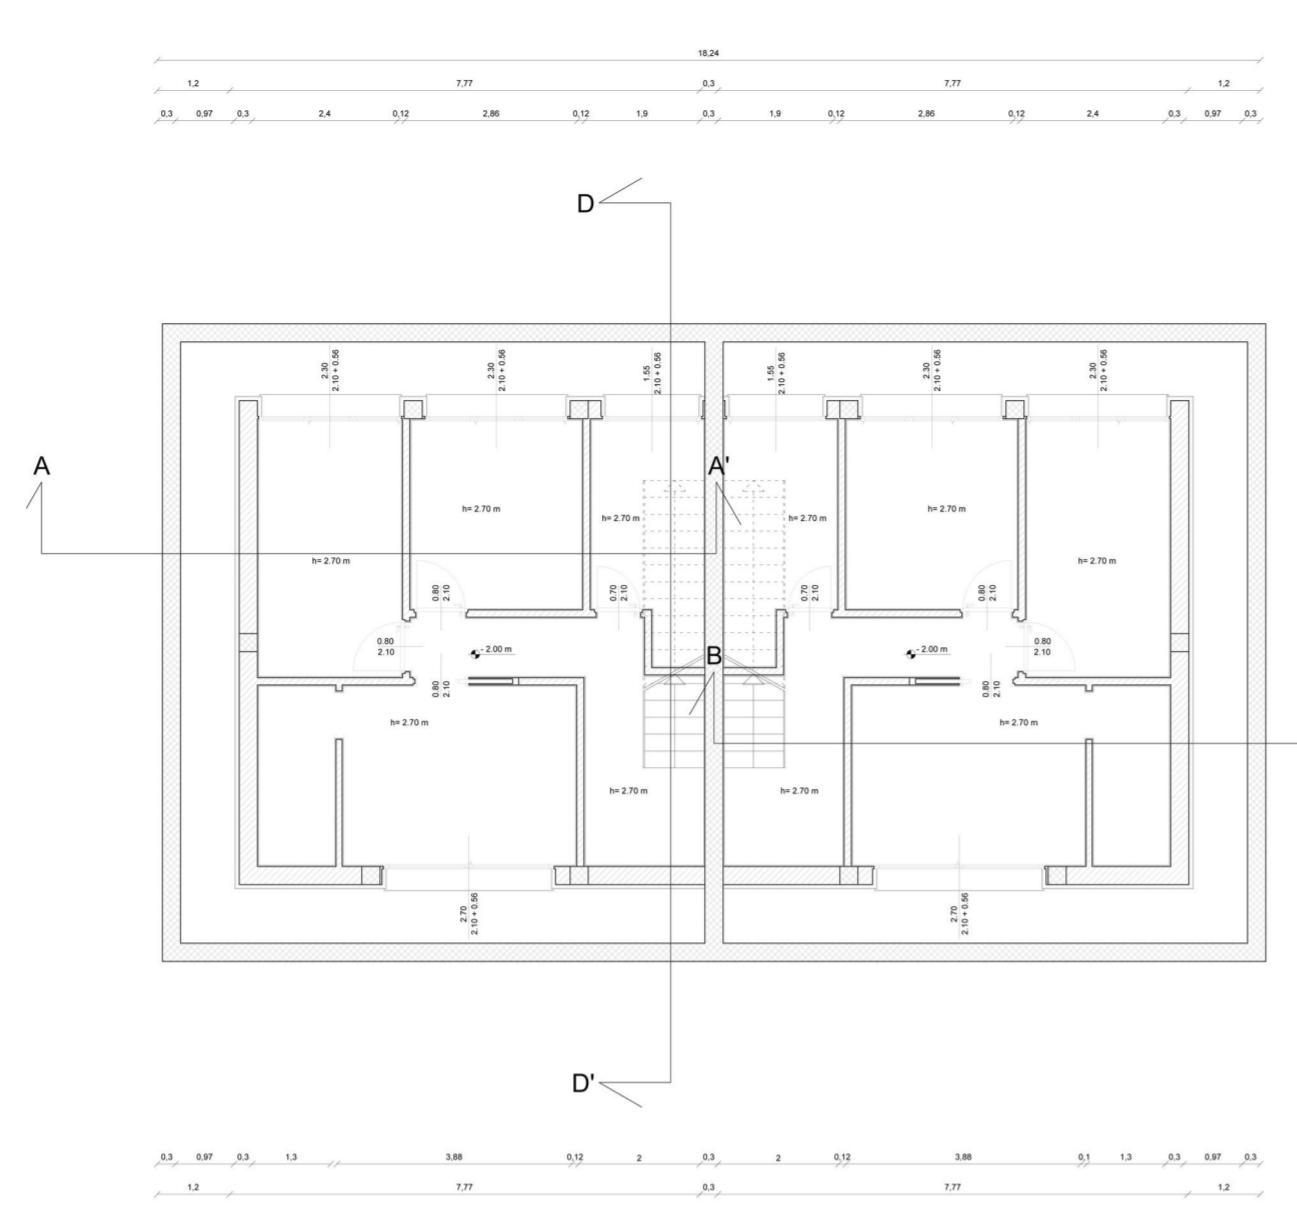 18,24
1,2 7,77 0,3 7,77 1,2
0,3 0,97 0,3 2,4 0,12 2,86 0,12 1,9 0,3 1,9 0,12 2,86 0,12 2,4 0,3 0,97 0,3
D
2.30
2.10 + 0.56
2.30
2.10 + 0.56
1.55
2.10 + 0.56
1.55
2.10 + 0.56
2.30
2.10 + 0.56
2.30
2.10 + 0.56
A A'
h= 2.70 m h= 2.70 m h= 2.70 m h= 2.70 m
h= 2.70 m h= 2.70 m
0.80
2.10
0.70
2.10
0.70
2.10
0.80
2.10
0.80
2.10
- 2.00 m
B
- 2.00 m
0.80
2.10
0.80
2.10
0.80
2.10
h= 2.70 m h= 2.70 m
h= 2.70 m h= 2.70 m
2.70
2.10 + 0.56
2.70
2.10 + 0.56
D'
0,3 0,97 0,3 1,3 3,88 0,12 2 0,3 2 0,12 3,88 0,1 1,3 0,3 0,97 0,3
1,2 7,77 0,3 7,77 1,2